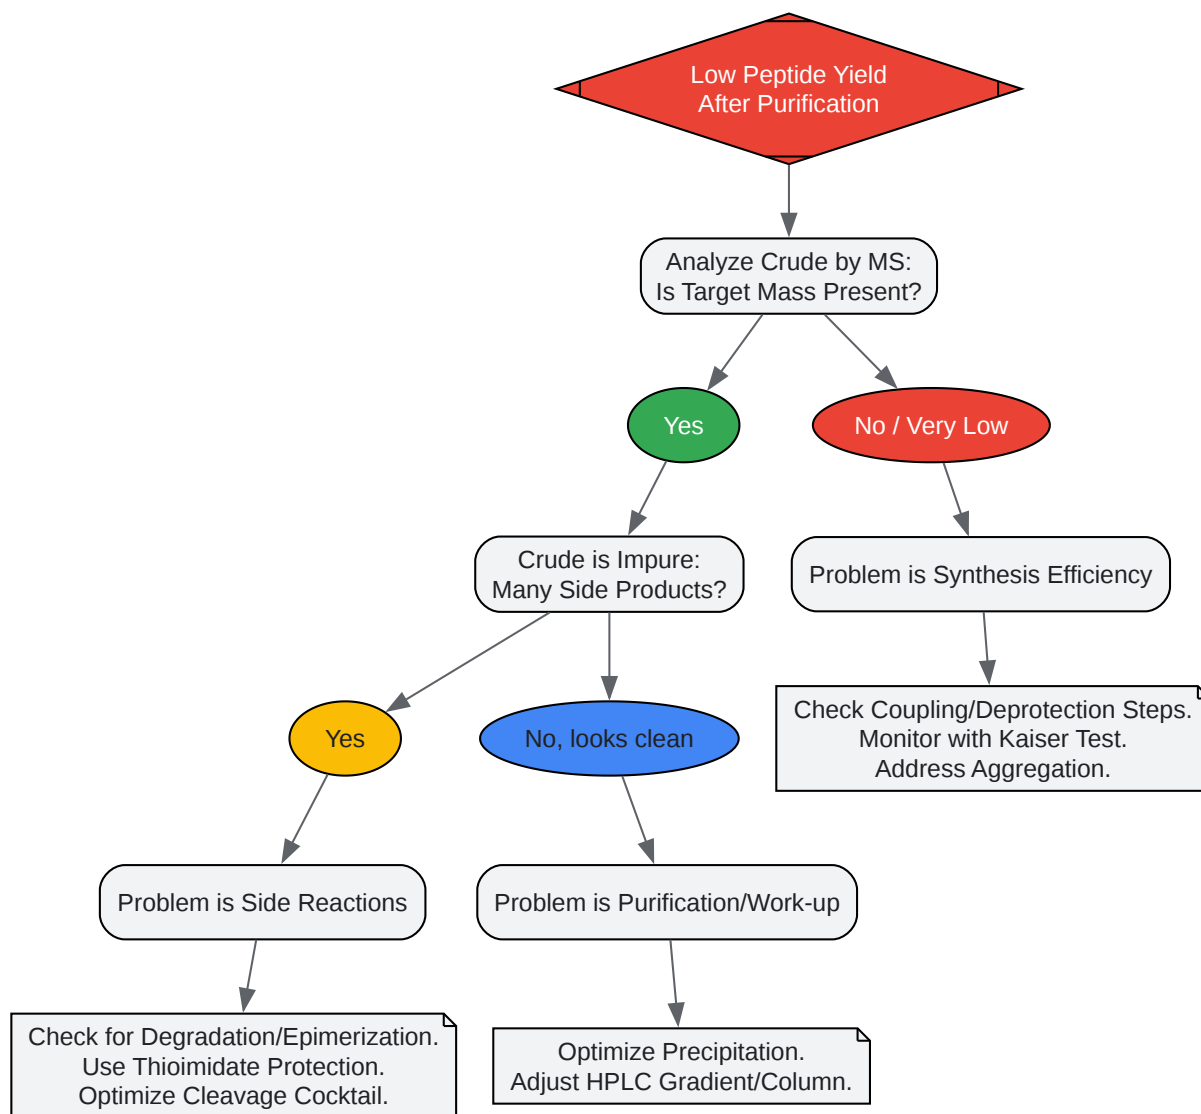 Low Peptide Yield
After Purification
Analyze Crude by MS:
Is Target Mass Present?
Yes
No / Very Low
Crude is Impure:
Many Side Products?
Problem is Synthesis Efficiency
Yes
No, looks clean
Check Coupling/Deprotection Steps.
Monitor with Kaiser Test.
Address Aggregation.
Problem is Side Reactions
Problem is Purification/Work-up
Check for Degradation/Epimerization.
Use Thioimidate Protection.
Optimize Cleavage Cocktail.
Optimize Precipitation.
Adjust HPLC Gradient/Column.